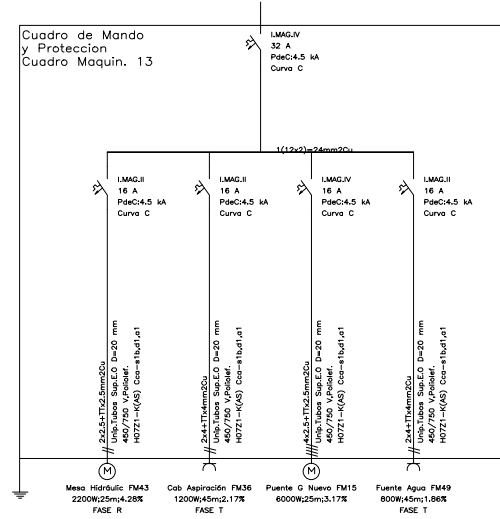 Cuadro de Mando
y Proteccion
Cuadro Maquin. 13
I.MAG.IV
32 A
PdeC:4.5 kA
Curva C
1(12x2)=24mm2Cu
I.MAG.II
16 A
PdeC:4.5 kA
Curva C
I.MAG.II
16 A
PdeC:4.5 kA
Curva C
I.MAG.IV
16 A
PdeC:4.5 kA
Curva C
I.MAG.II
16 A
PdeC:4.5 kA
Curva C
2x2.5+TTx2.5mm2Cu
Unip.Tubos Sup.E.O D=20 mm
450/750 V,Poliolef.
H07Z1-K(AS) Cca-s1b,d1,a1
2x4+TTx4mm2Cu
Unip.Tubos Sup.E.O D=20 mm
450/750 V,Poliolef.
H07Z1-K(AS) Cca-s1b,d1,a1
4x2.5+TTx2.5mm2Cu
Unip.Tubos Sup.E.O D=20 mm
450/750 V,Poliolef.
H07Z1-K(AS) Cca-s1b,d1,a1
2x4+TTx4mm2Cu
Unip.Tubos Sup.E.O D=20 mm
450/750 V,Poliolef.
H07Z1-K(AS) Cca-s1b,d1,a1
M
M
Mesa Hidráulic FM43
2200W;25m;4.28%
FASE R
Cab Aspiración FM36
1200W;45m;2.17%
FASE T
Puente G Nuevo FM15
6000W;25m;3.17%
Fuente Agua FM49
800W;45m;1.86%
FASE T